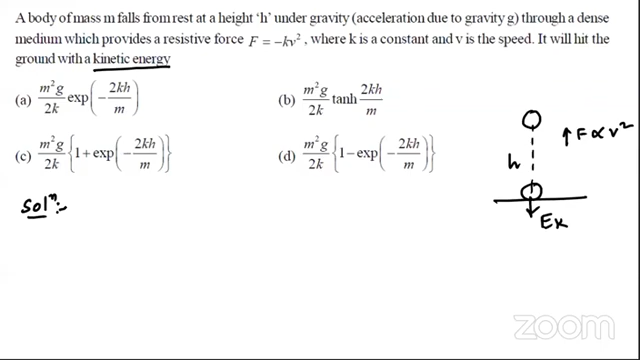 A body of mass m falls from rest at a height 'h' under gravity (acceleration due to gravity g) through a dense
medium which provides a resistive force F = −kv², where k is a constant and v is the speed. It will hit the
ground with a kinetic energy
(a) m²g/2k exp(−2kh/m) (b) m²g/2k tanh 2kh/m
(c) m²g/2k {1+exp(−2kh/m)} (d) m²g/2k {1−exp(−2kh/m)}
↑F∝v²
h
Solⁿ:-
Ek
zoom